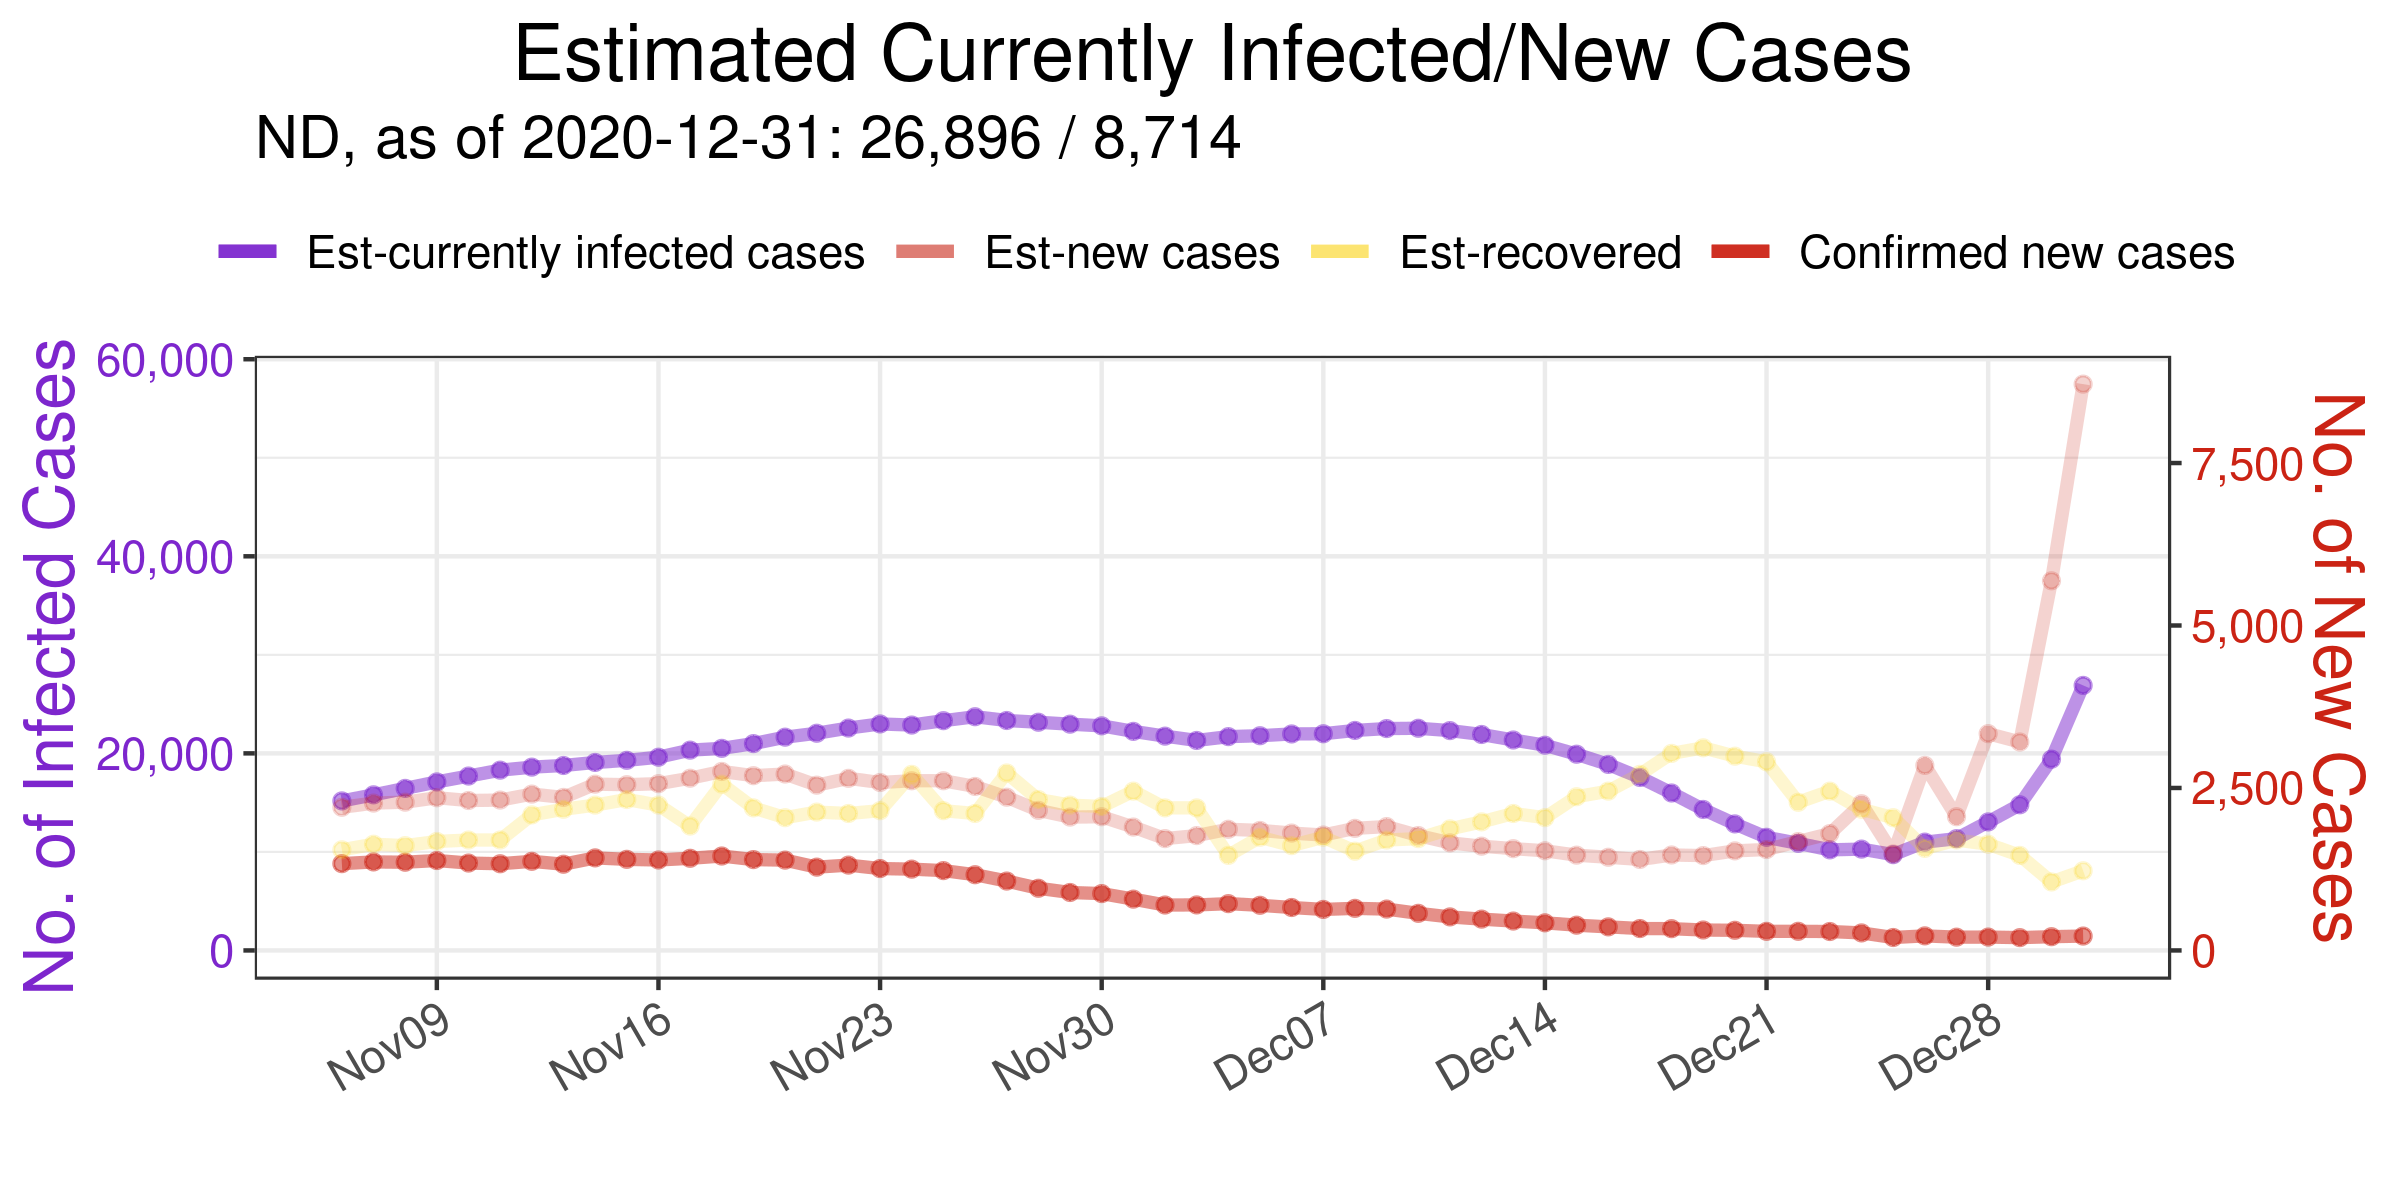 Estimated Currently Infected/New Cases
ND, as of 2020-12-31: 26,896 / 8,714
Est-currently infected cases Est-new cases Est-recovered Confirmed new cases
No. of Infected Cases
60,000
40,000
20,000
0
No. of New Cases
7,500
5,000
2,500
0
Nov09 Nov16 Nov23 Nov30 Dec07 Dec14 Dec21 Dec28